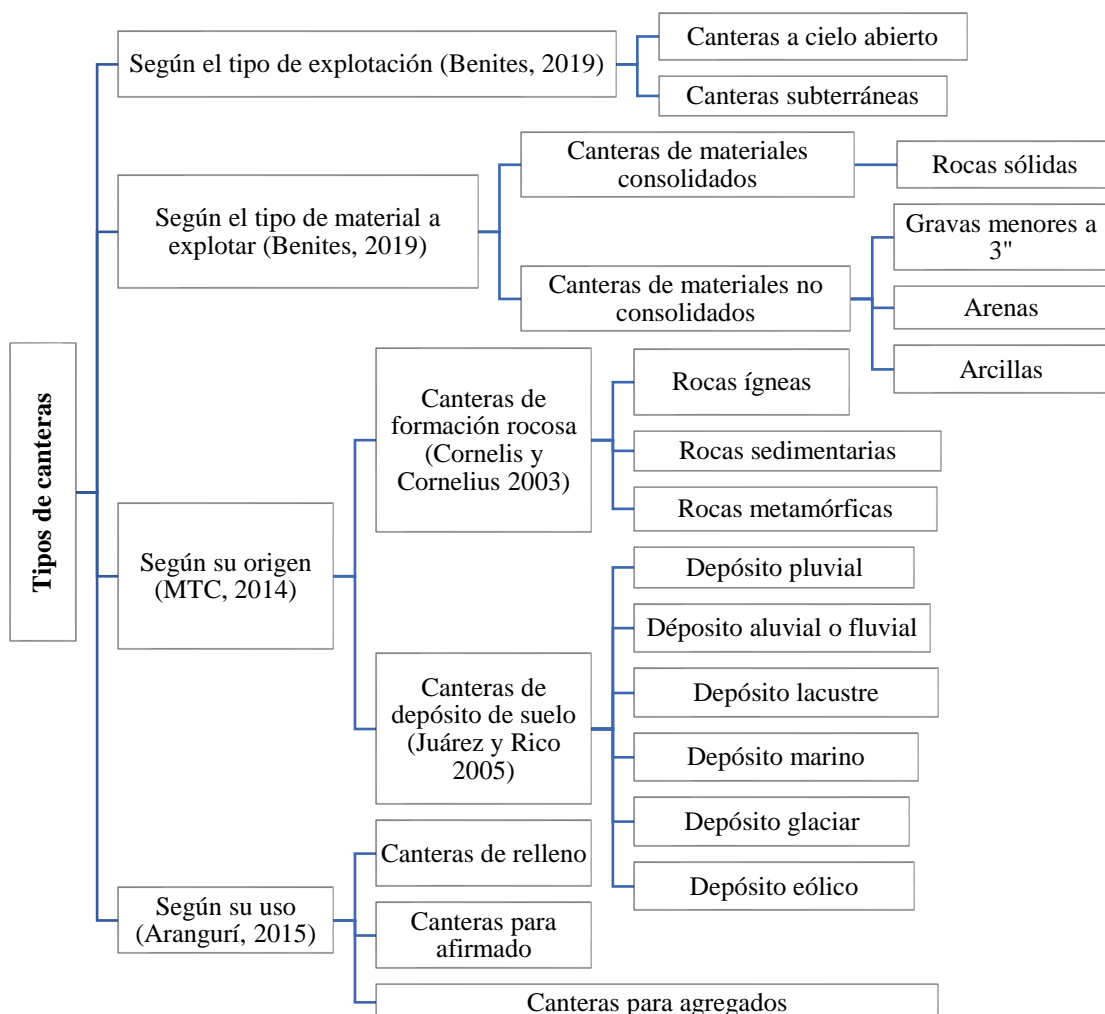 Tipos de canteras
Según el tipo de explotación (Benites, 2019)
Canteras a cielo abierto
Canteras subterráneas
Según el tipo de material a
explotar (Benites, 2019)
Canteras de materiales
consolidados
Rocas sólidas
Canteras de materiales no
consolidados
Gravas menores a
3"
Arenas
Arcillas
Según su origen
(MTC, 2014)
Canteras de
formación rocosa
(Cornelis y
Cornelius 2003)
Rocas ígneas
Rocas sedimentarias
Rocas metamórficas
Canteras de
depósito de suelo
(Juárez y Rico
2005)
Depósito pluvial
Déposito aluvial o fluvial
Depósito lacustre
Depósito marino
Depósito glaciar
Depósito eólico
Según su uso
(Arangurí, 2015)
Canteras de relleno
Canteras para
afirmado
Canteras para agregados